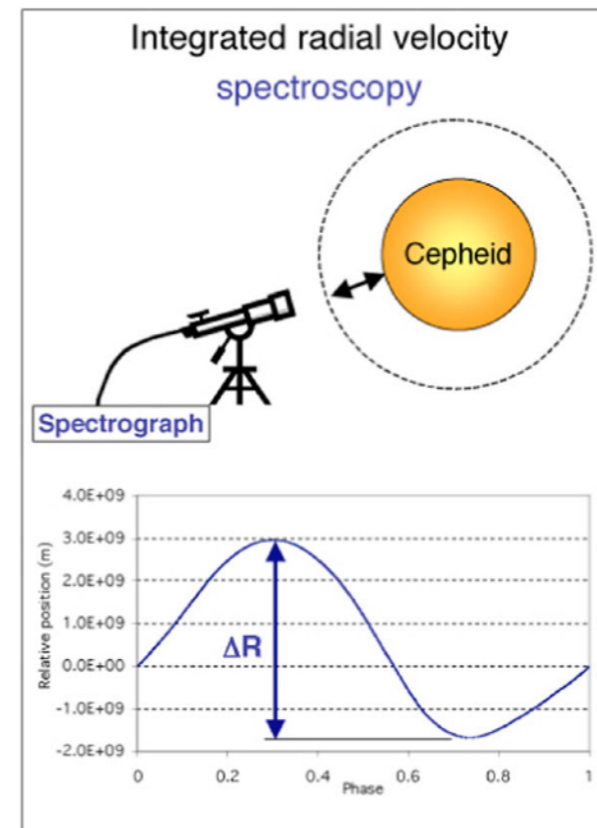 Integrated radial velocity
spectroscopy
Cepheid
Spectrograph
4.0E+09
3.0E+09
2.0E+09
1.0E+09
0.0E+00
-1.0E+09
-2.0E+09
Relative position (m)
ΔR
0 0.2 0.4 0.6 0.8 1
Phase